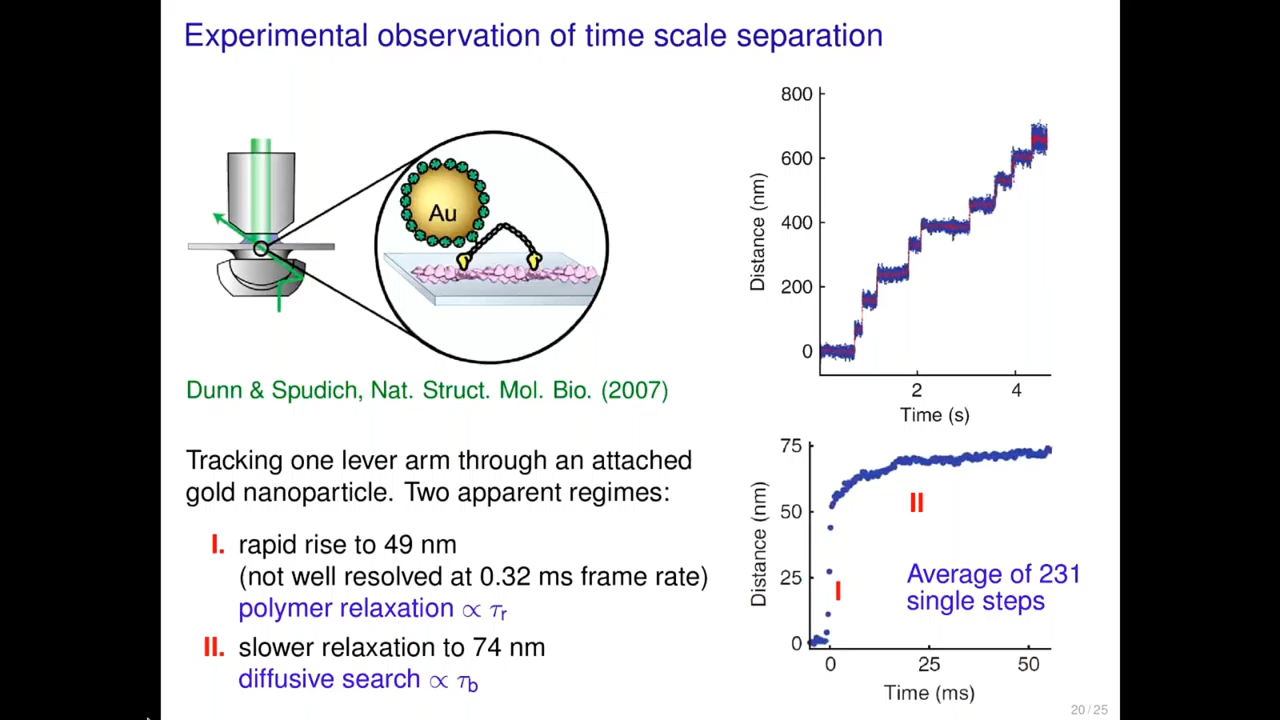 Experimental observation of time scale separation
Au
Dunn & Spudich, Nat. Struct. Mol. Bio. (2007)
Tracking one lever arm through an attached
gold nanoparticle. Two apparent regimes:
I. rapid rise to 49 nm
(not well resolved at 0.32 ms frame rate)
polymer relaxation ∝ τr
II. slower relaxation to 74 nm
diffusive search ∝ τb
800
600
400
200
0
Distance (nm)
2 4
Time (s)
75
50
25
0
Distance (nm)
I
II
Average of 231
single steps
0 25 50
Time (ms)
20 / 25